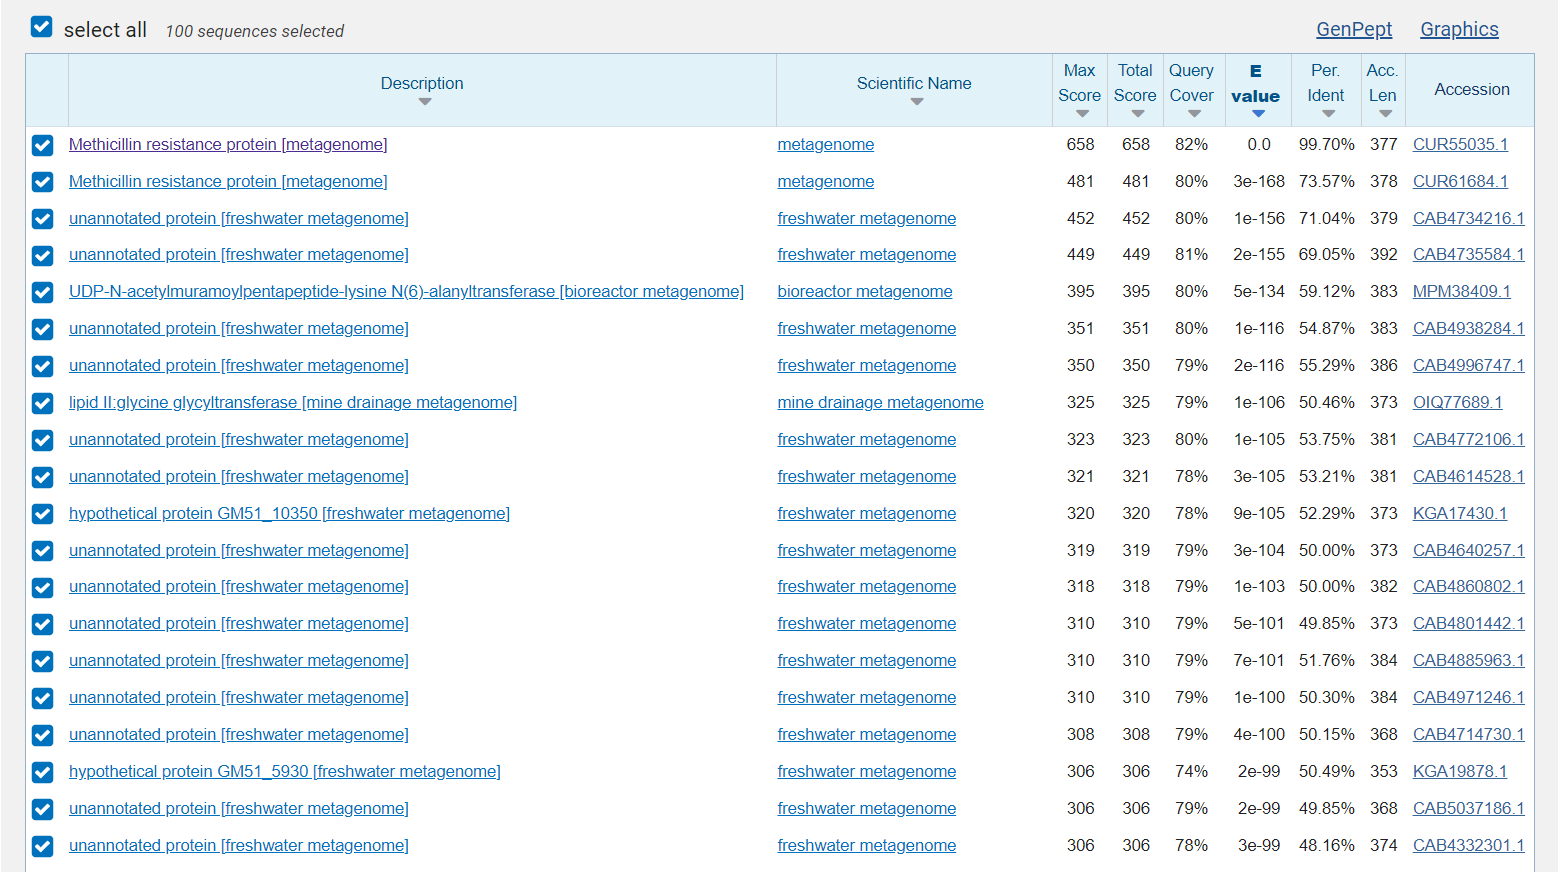 select all 100 sequences selected GenPept Graphics
Description Scientific Name Max Score Total Score Query Cover E value Per. Ident Acc. Len Accession
Methicillin resistance protein [metagenome] metagenome 658 658 82% 0.0 99.70% 377 CUR55035.1
Methicillin resistance protein [metagenome] metagenome 481 481 80% 3e-168 73.57% 378 CUR61684.1
unannotated protein [freshwater metagenome] freshwater metagenome 452 452 80% 1e-156 71.04% 379 CAB4734216.1
unannotated protein [freshwater metagenome] freshwater metagenome 449 449 81% 2e-155 69.05% 392 CAB4735584.1
UDP-N-acetylmuramoylpentapeptide-lysine N(6)-alanyltransferase [bioreactor metagenome] bioreactor metagenome 395 395 80% 5e-134 59.12% 383 MPM38409.1
unannotated protein [freshwater metagenome] freshwater metagenome 351 351 80% 1e-116 54.87% 383 CAB4938284.1
unannotated protein [freshwater metagenome] freshwater metagenome 350 350 79% 2e-116 55.29% 386 CAB4996747.1
lipid II:glycine glycyltransferase [mine drainage metagenome] mine drainage metagenome 325 325 79% 1e-106 50.46% 373 OIQ77689.1
unannotated protein [freshwater metagenome] freshwater metagenome 323 323 80% 1e-105 53.75% 381 CAB4772106.1
unannotated protein [freshwater metagenome] freshwater metagenome 321 321 78% 3e-105 53.21% 381 CAB4614528.1
hypothetical protein GM51_10350 [freshwater metagenome] freshwater metagenome 320 320 78% 9e-105 52.29% 373 KGA17430.1
unannotated protein [freshwater metagenome] freshwater metagenome 319 319 79% 3e-104 50.00% 373 CAB4640257.1
unannotated protein [freshwater metagenome] freshwater metagenome 318 318 79% 1e-103 50.00% 382 CAB4860802.1
unannotated protein [freshwater metagenome] freshwater metagenome 310 310 79% 5e-101 49.85% 373 CAB4801442.1
unannotated protein [freshwater metagenome] freshwater metagenome 310 310 79% 7e-101 51.76% 384 CAB4885963.1
unannotated protein [freshwater metagenome] freshwater metagenome 310 310 79% 1e-100 50.30% 384 CAB4971246.1
unannotated protein [freshwater metagenome] freshwater metagenome 308 308 79% 4e-100 50.15% 368 CAB4714730.1
hypothetical protein GM51_5930 [freshwater metagenome] freshwater metagenome 306 306 74% 2e-99 50.49% 353 KGA19878.1
unannotated protein [freshwater metagenome] freshwater metagenome 306 306 79% 2e-99 49.85% 368 CAB5037186.1
unannotated protein [freshwater metagenome] freshwater metagenome 306 306 78% 3e-99 48.16% 374 CAB4332301.1